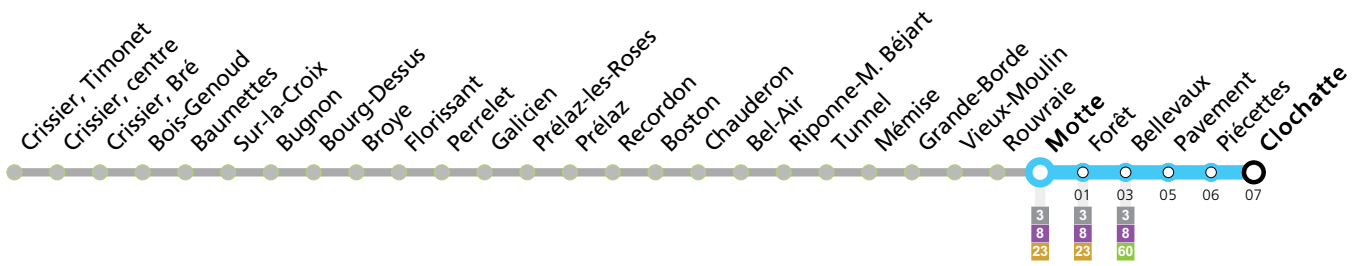 Crissier, Timonet
Crissier, centre
Crissier, Bré
Bois-Genoud
Baumettes
Sur-la-Croix
Bugnon
Bourg-Dessus
Broye
Florissant
Perrelet
Galicien
Prélaz-les-Roses
Prélaz
Recordon
Boston
Chauderon
Bel-Air
Riponne-M. Béjart
Tunnel
Mémise
Grande-Borde
Vieux-Moulin
Rouvraie
Motte
Forêt
Bellevaux
Pavement
Piécettes
Clochatte
01 03 05 06 07
3 3 3
8 8 8
23 23 60